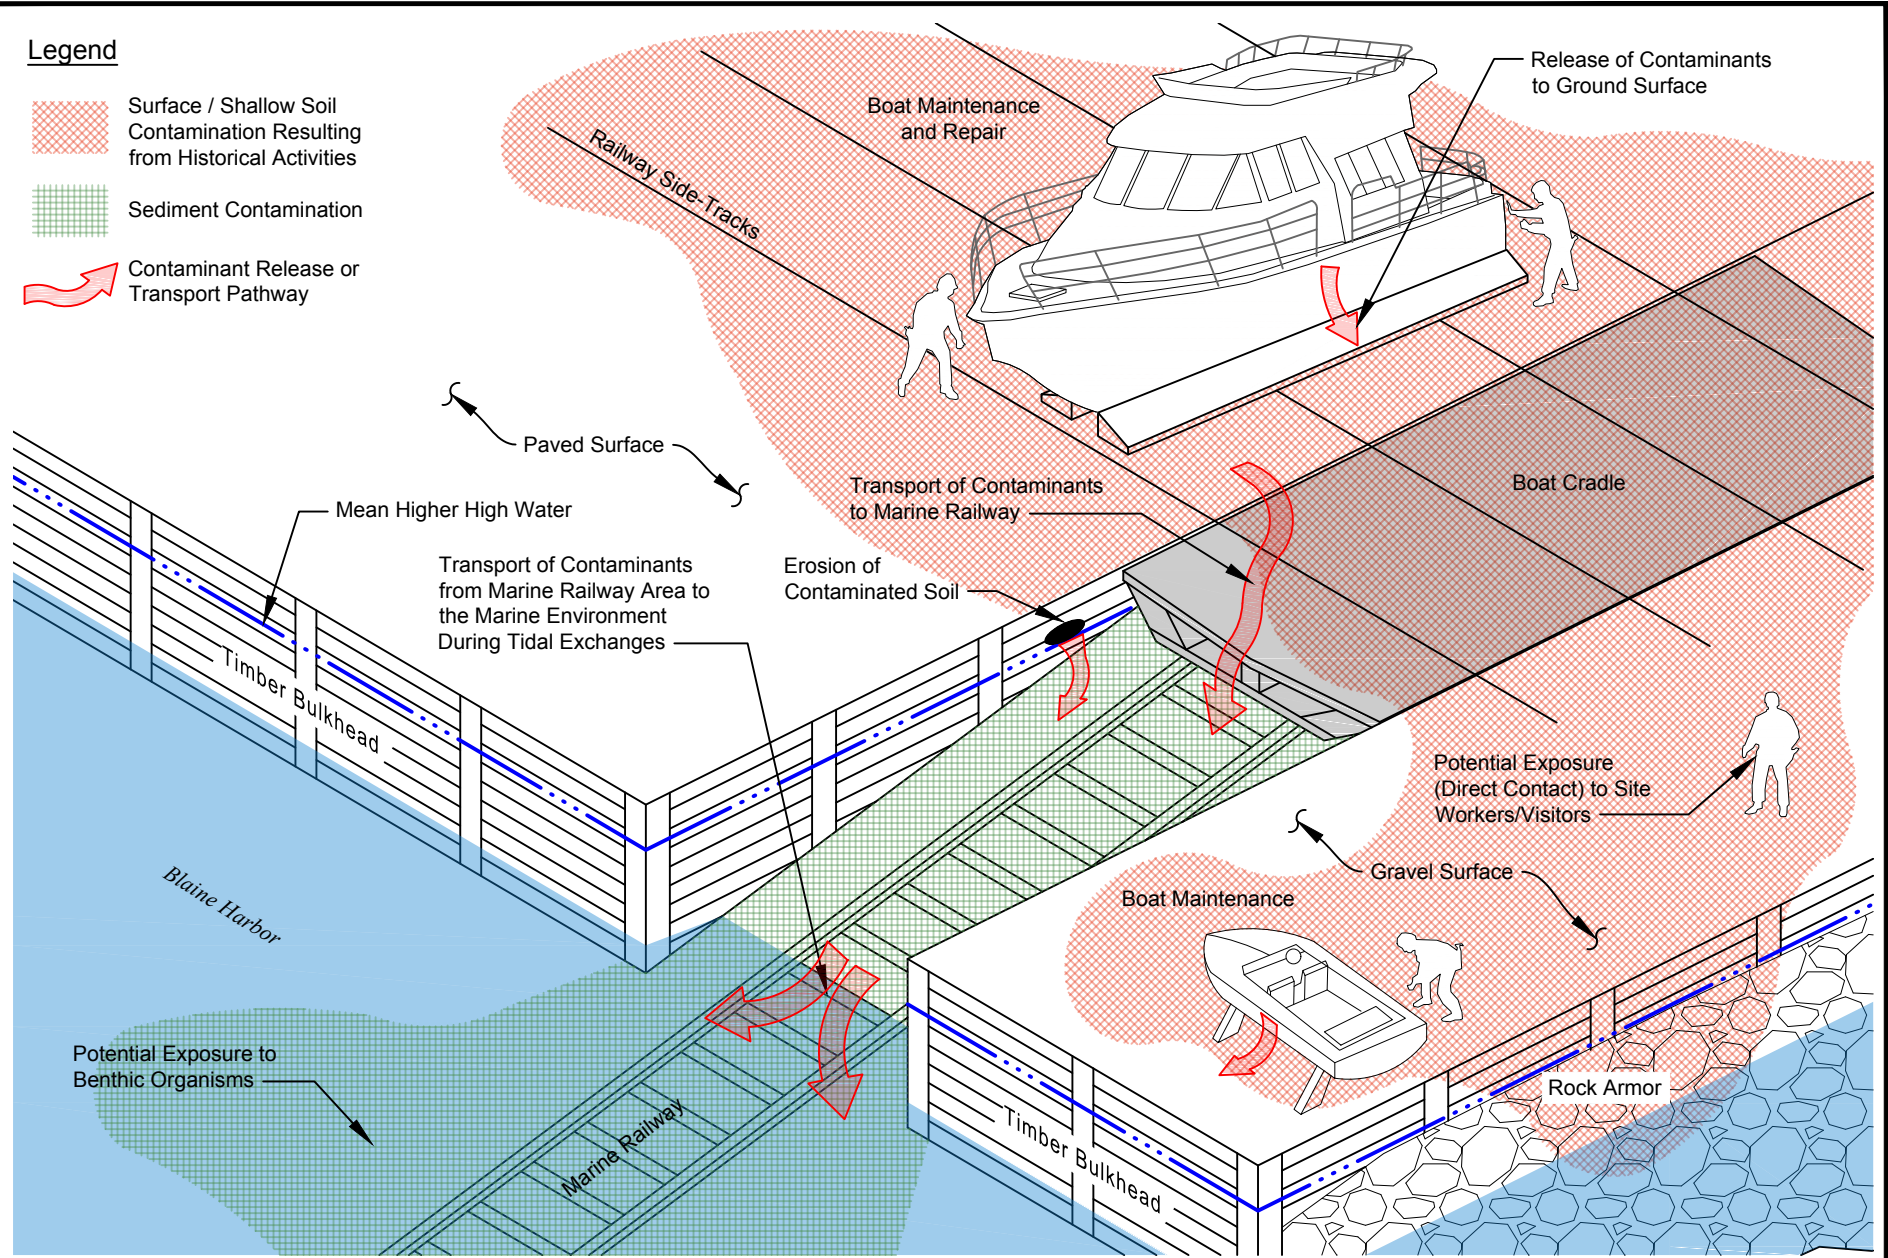 Legend
Surface / Shallow Soil
Contamination Resulting
from Historical Activities
Sediment Contamination
Contaminant Release or
Transport Pathway
Boat Maintenance
and Repair
Release of Contaminants
to Ground Surface
Railway Side-Tracks
Paved Surface
Mean Higher High Water
Transport of Contaminants
to Marine Railway
Boat Cradle
Transport of Contaminants
from Marine Railway Area to
the Marine Environment
During Tidal Exchanges
Erosion of
Contaminated Soil
Timber Bulkhead
Potential Exposure
(Direct Contact) to Site
Workers/Visitors
Gravel Surface
Blaine Harbor
Boat Maintenance
Potential Exposure to
Benthic Organisms
Rock Armor
Marine Railway
Timber Bulkhead